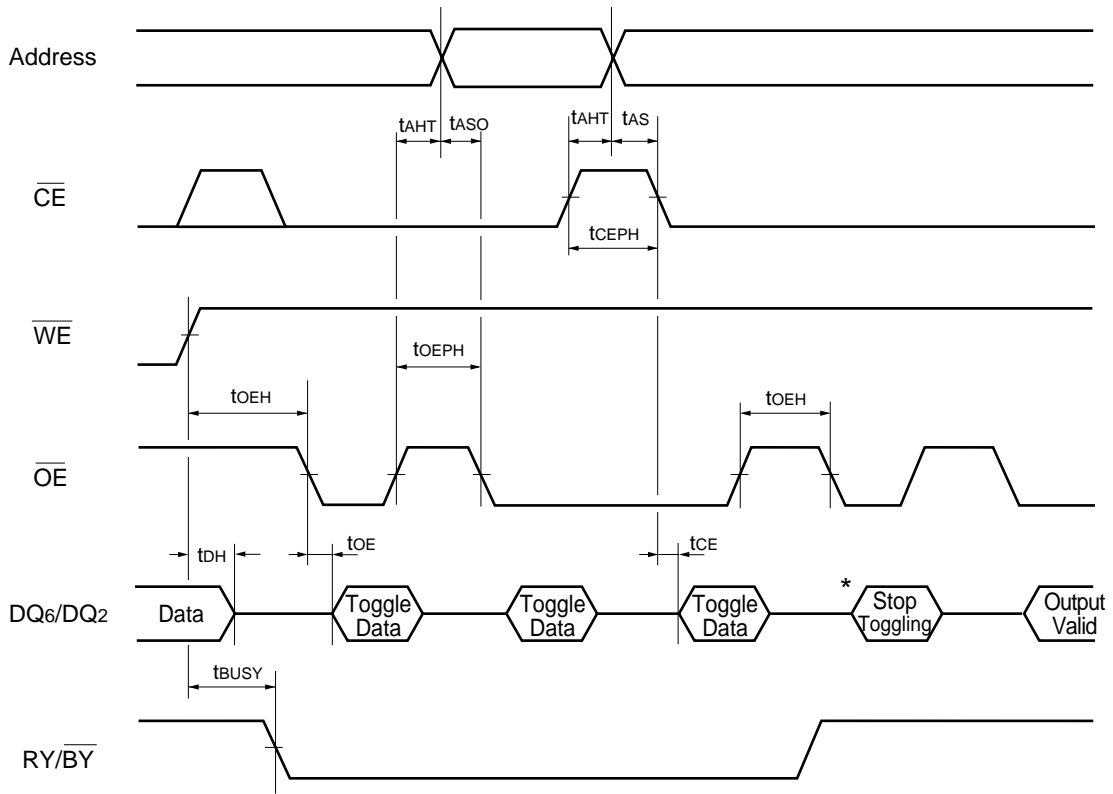 Address
tAHT tASO tAHT tAS
CE
tCEPH
WE
tOEPH
tOEH tOEH
OE
tDH tOE tCE
*
DQ6/DQ2 Data Toggle Data Toggle Data Toggle Data Stop Toggling Output Valid
tBUSY
RY/BY